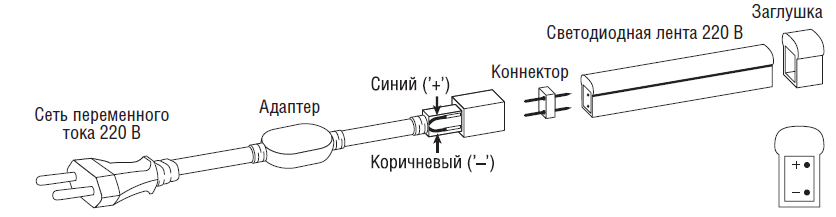 Заглушка
Светодиодная лента 220 В
Коннектор
Синий ('+')
Адаптер
Сеть переменного
тока 220 В
Коричневый ('–')
+
–